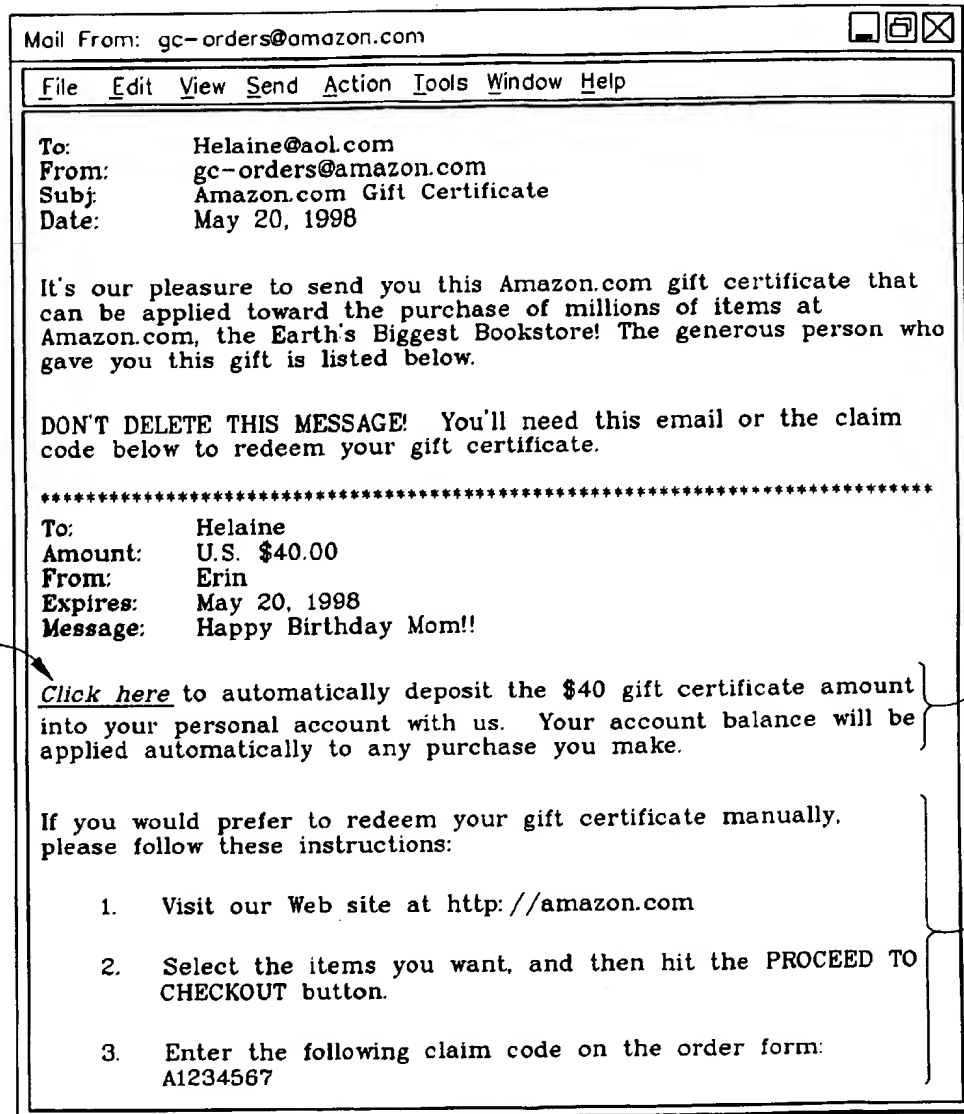 Mail From: gc-orders@amazon.com
File Edit View Send Action Tools Window Help
To: Helaine@aol.com
From: gc-orders@amazon.com
Subj: Amazon.com Gift Certificate
Date: May 20, 1998
It's our pleasure to send you this Amazon.com gift certificate that
can be applied toward the purchase of millions of items at
Amazon.com, the Earth's Biggest Bookstore! The generous person who
gave you this gift is listed below.
DON'T DELETE THIS MESSAGE! You'll need this email or the claim
code below to redeem your gift certificate.
********************************************************************************
To: Helaine
Amount: U.S. $40.00
From: Erin
Expires: May 20, 1998
Message: Happy Birthday Mom!!
Click here to automatically deposit the $40 gift certificate amount
into your personal account with us. Your account balance will be
applied automatically to any purchase you make.
If you would prefer to redeem your gift certificate manually,
please follow these instructions:
1. Visit our Web site at http://amazon.com
2. Select the items you want, and then hit the PROCEED TO
CHECKOUT button.
3. Enter the following claim code on the order form:
A1234567